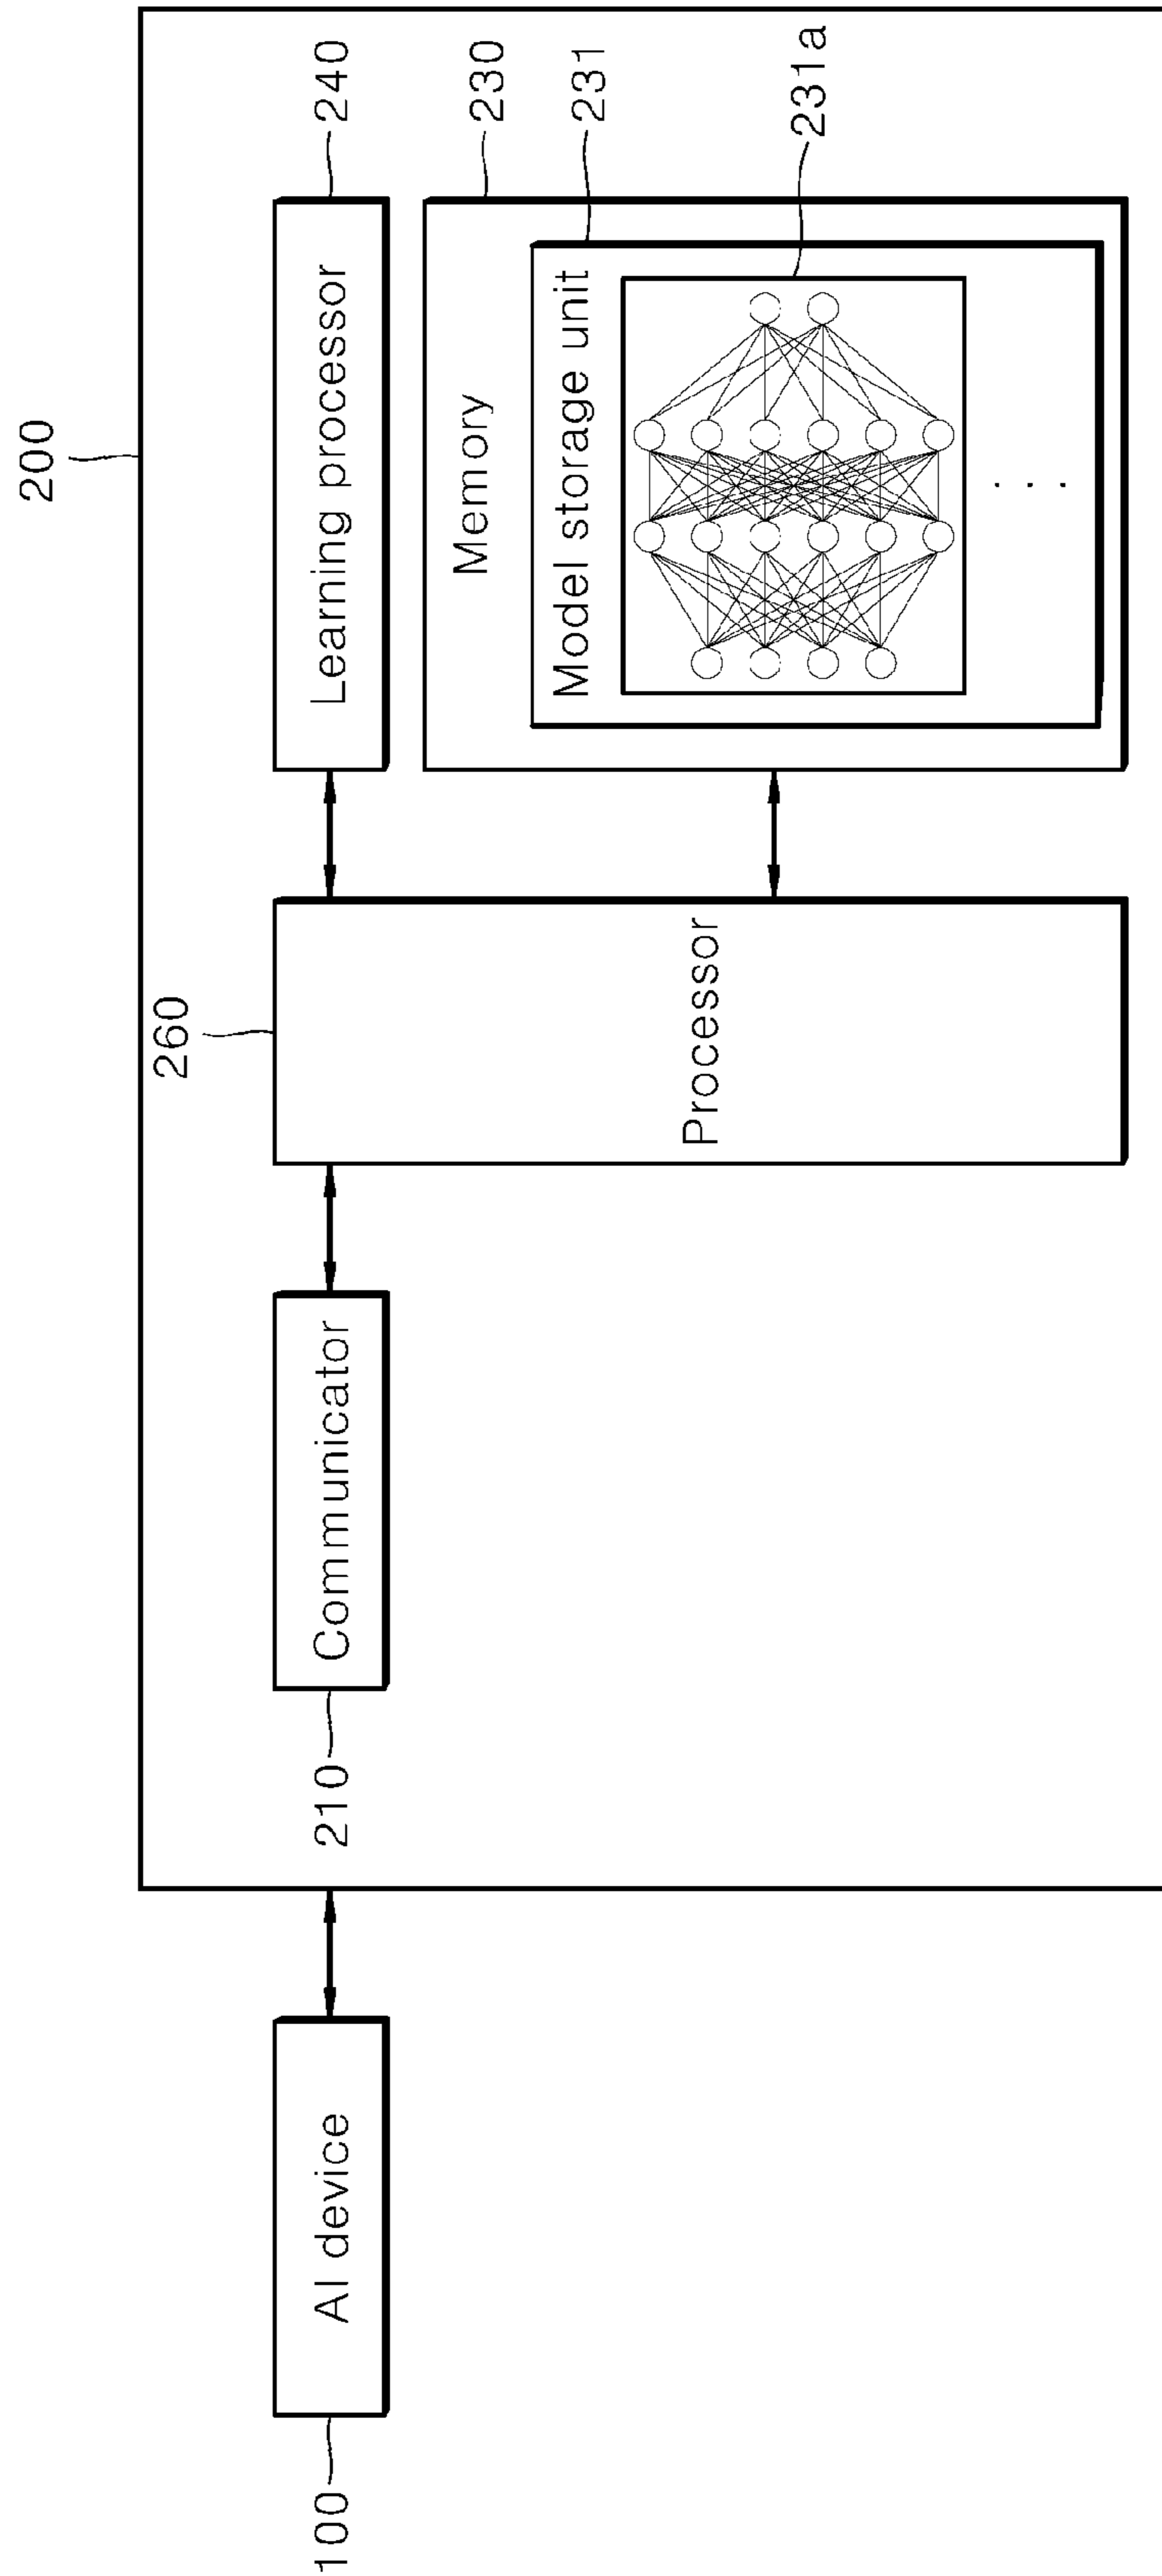 200
100
AI device
210
Communicator
260
Processor
Learning processor
240
Memory
230
Model storage unit
231
231a
. . .